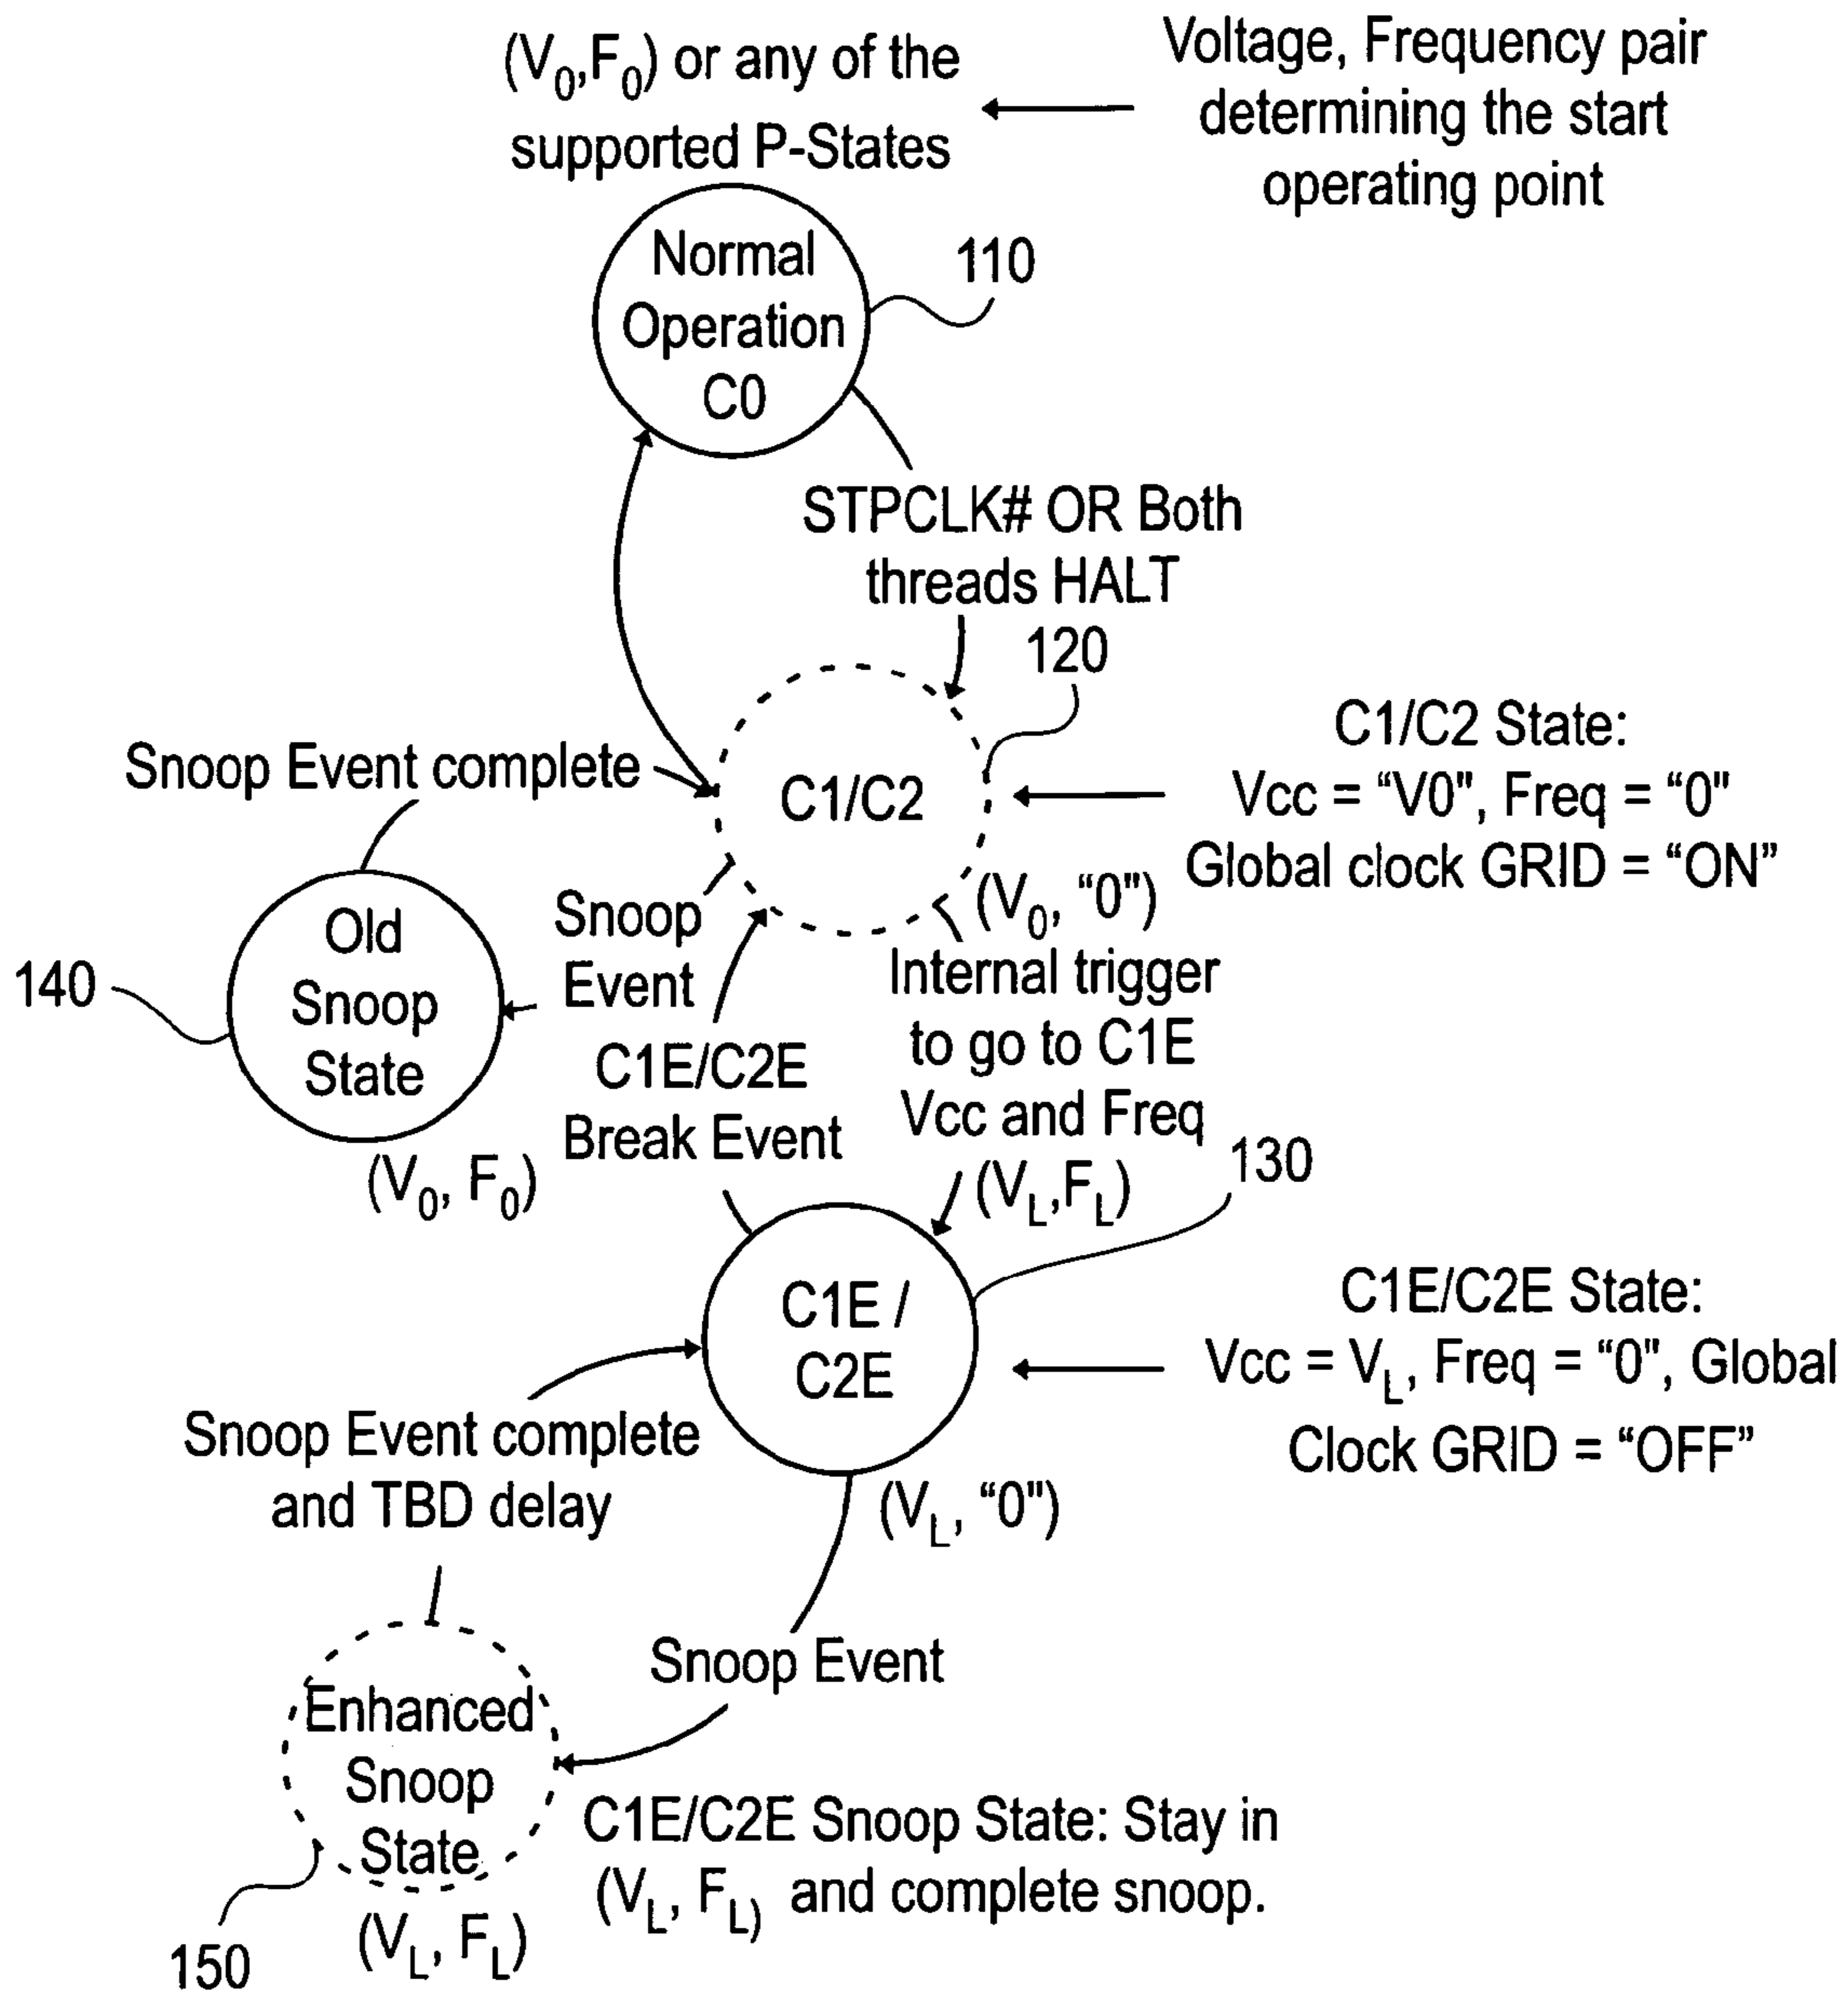 (V0,F0) or any of the
supported P-States
Voltage, Frequency pair
determining the start
operating point
Normal
Operation
C0
110
STPCLK# OR Both
threads HALT
120
Snoop Event complete
C1/C2
C1/C2 State:
Vcc = “V0", Freq = “0"
Global clock GRID = “ON”
(V0, “0")
Old
Snoop
State
140
(V0, F0)
Snoop
Event
C1E/C2E
Break Event
Internal trigger
to go to C1E
Vcc and Freq
(VL,FL)
130
C1E /
C2E
C1E/C2E State:
Vcc = VL, Freq = “0", Global
Clock GRID = “OFF”
(VL, “0")
Snoop Event complete
and TBD delay
Snoop Event
Enhanced
Snoop
State
150
(VL, FL)
C1E/C2E Snoop State: Stay in
(VL, FL) and complete snoop.